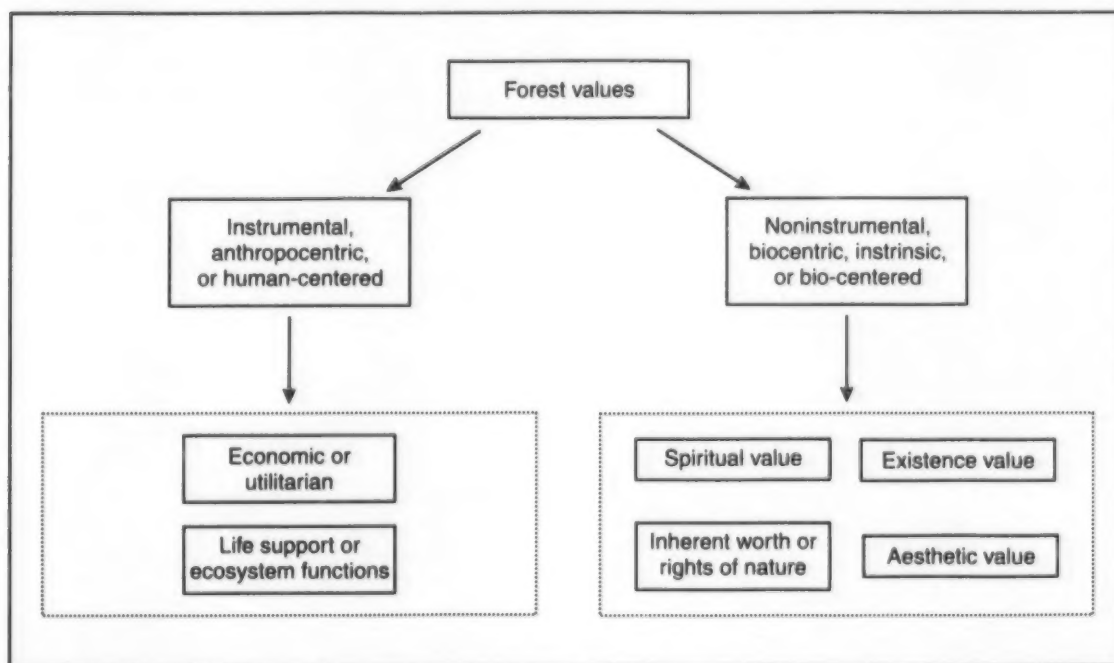 Forest values
Instrumental,
anthropocentric,
or human-centered
Noninstrumental,
biocentric, instrinsic,
or bio-centered
Economic or
utilitarian
Life support or
ecosystem functions
Spiritual value
Existence value
Inherent worth or
rights of nature
Aesthetic value